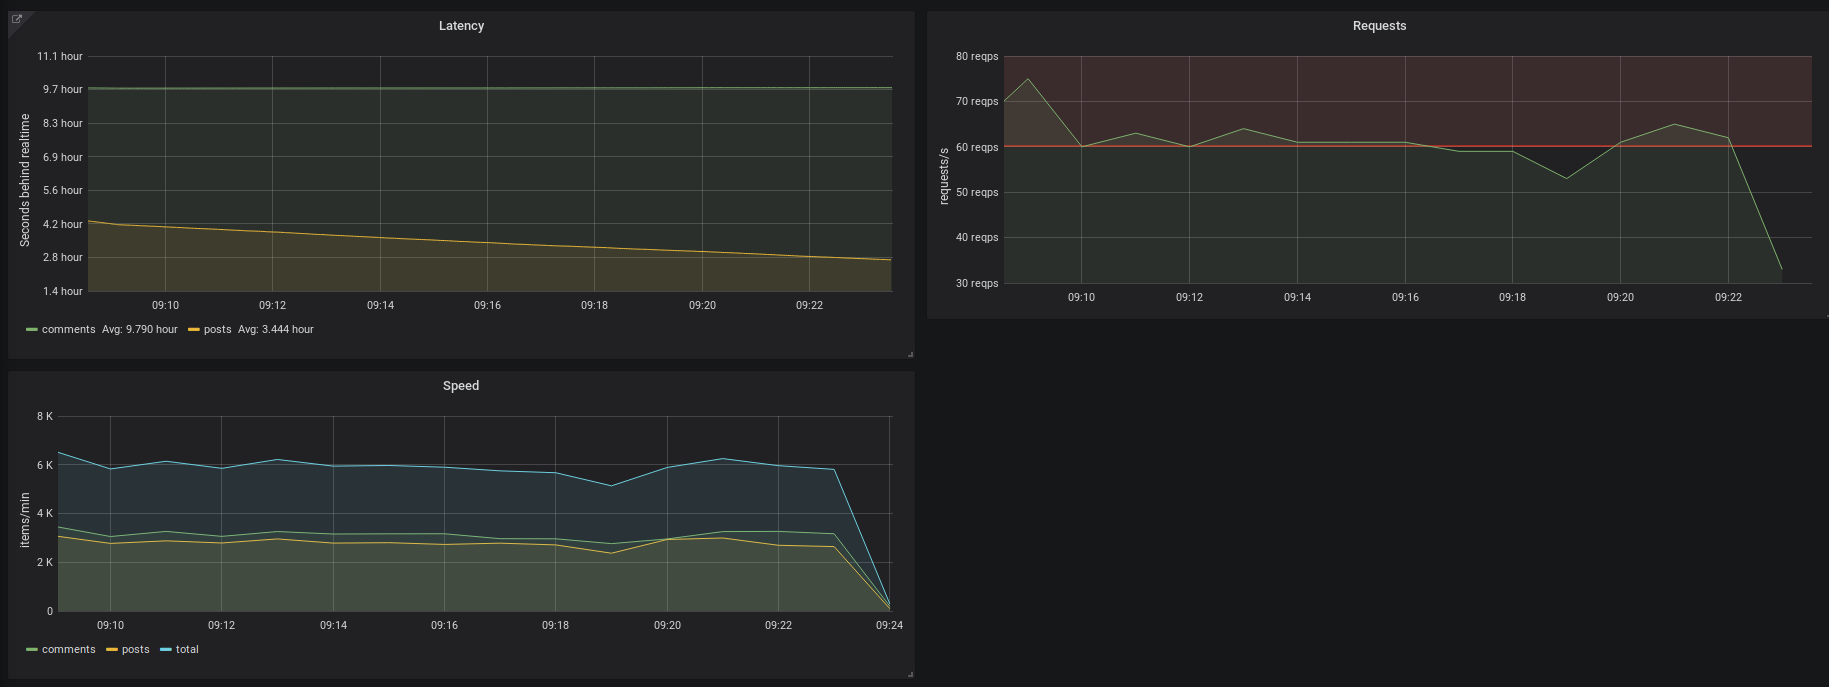 Latency
11.1 hour
9.7 hour
8.3 hour
6.9 hour
5.6 hour
4.2 hour
2.8 hour
1.4 hour
Seconds behind realtime
09:10 09:12 09:14 09:16 09:18 09:20 09:22
comments Avg: 9.790 hour posts Avg: 3.444 hour
Requests
80 reqps
70 reqps
60 reqps
50 reqps
40 reqps
30 reqps
requests/s
09:10 09:12 09:14 09:16 09:18 09:20 09:22
Speed
8 K
6 K
4 K
2 K
0
items/min
09:10 09:12 09:14 09:16 09:18 09:20 09:22 09:24
comments posts total